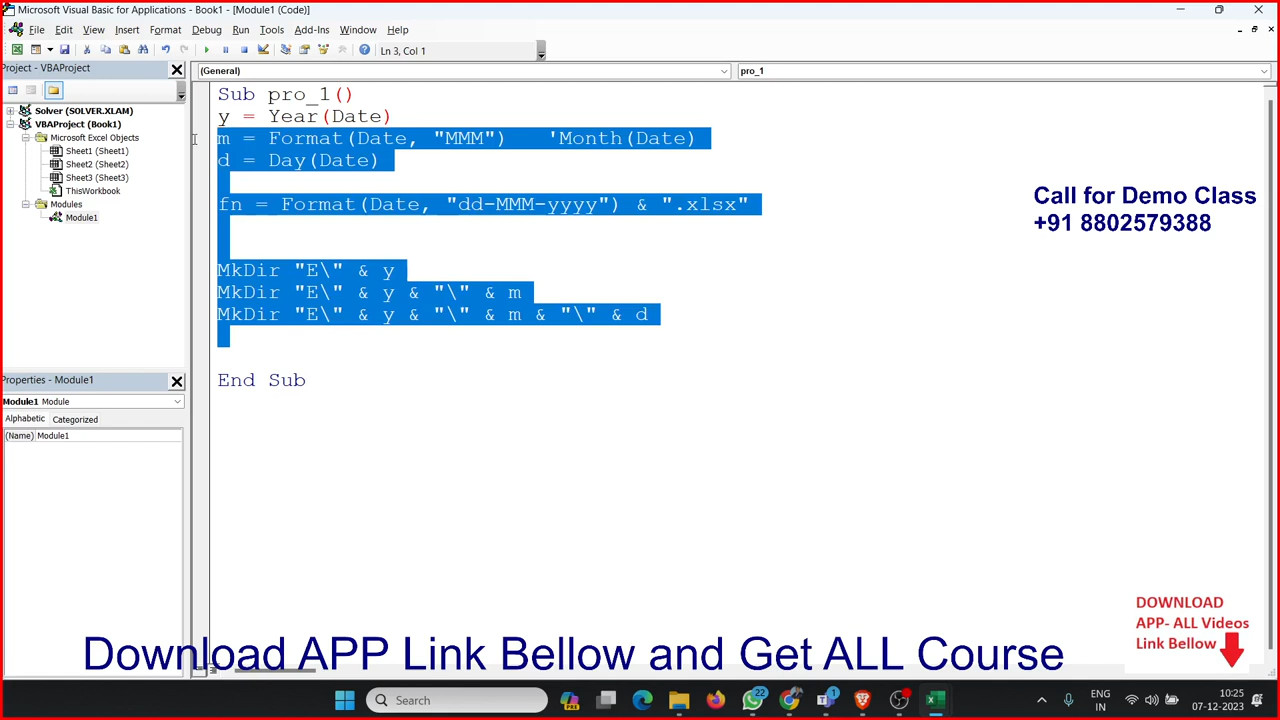 Microsoft Visual Basic for Applications - Book1 - [Module1 (Code)]
File Edit View Insert Format Debug Run Tools Add-Ins Window Help
Ln 3, Col 1
Project - VBAProject
(General) pro_1
Solver (SOLVER.XLAM)
VBAProject (Book1)
Microsoft Excel Objects
Sheet1 (Sheet1)
Sheet2 (Sheet2)
Sheet3 (Sheet3)
ThisWorkbook
Modules
Module1
Sub pro_1()
y = Year(Date)
m = Format(Date, "MMM") 'Month(Date)
d = Day(Date)
fn = Format(Date, "dd-MMM-yyyy") & ".xlsx"
MkDir "E\" & y
MkDir "E\" & y & "\" & m
MkDir "E\" & y & "\" & m & "\" & d
End Sub
Call for Demo Class
+91 8802579388
Properties - Module1
Module1 Module
Alphabetic Categorized
(Name) Module1
DOWNLOAD
APP- ALL Videos
Link Bellow
Download APP Link Bellow and Get ALL Course
Search
PRE
22
1
ENG
IN
10:25
07-12-2023